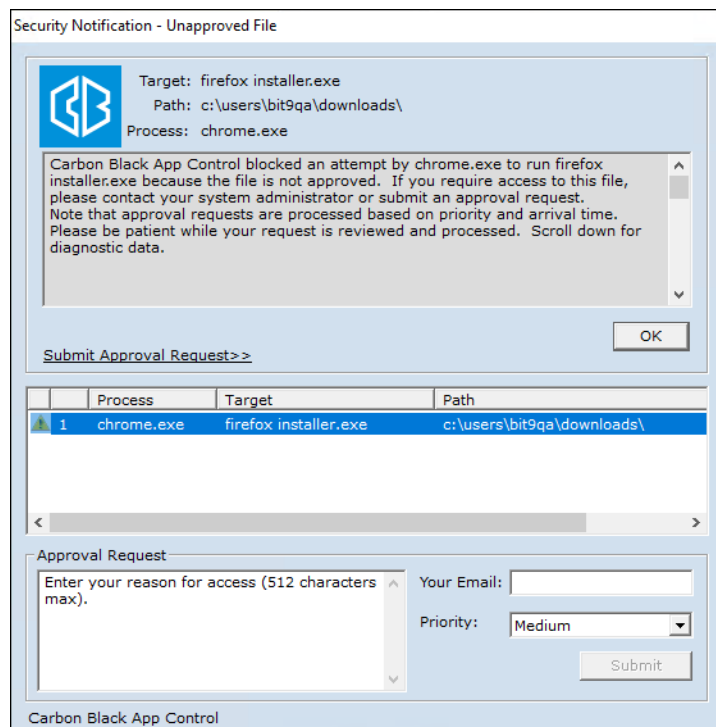 Security Notification - Unapproved File
Target: firefox installer.exe
Path: c:\users\bit9qa\downloads\
Process: chrome.exe
Carbon Black App Control blocked an attempt by chrome.exe to run firefox
installer.exe because the file is not approved.  If you require access to this file,
please contact your system administrator or submit an approval request.
Note that approval requests are processed based on priority and arrival time.
Please be patient while your request is reviewed and processed.  Scroll down for
diagnostic data.
OK
Submit Approval Request>>
Process Target Path
1 chrome.exe firefox installer.exe c:\users\bit9qa\downloads\
Approval Request
Enter your reason for access (512 characters
max).
Your Email:
Priority: Medium
Submit
Carbon Black App Control